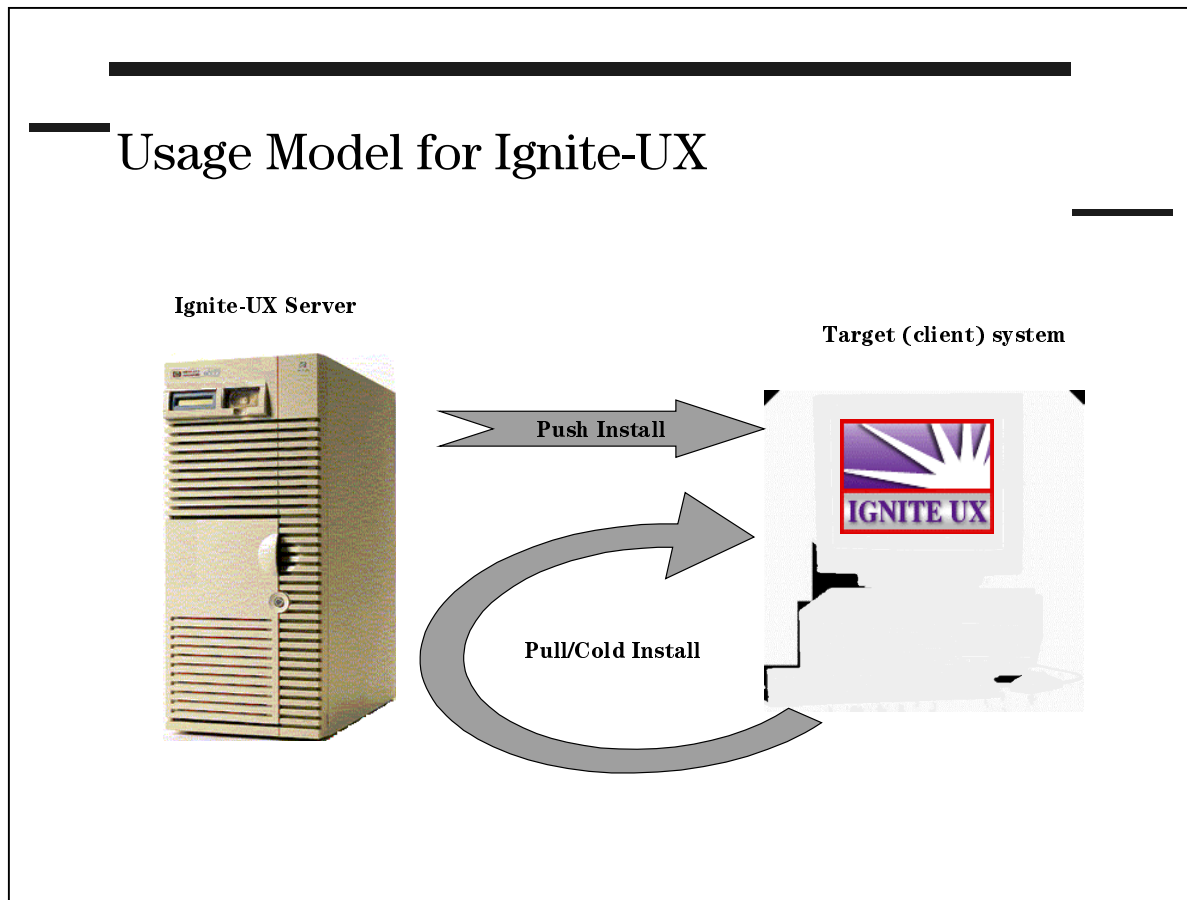 Usage Model for Ignite-UX
Ignite-UX Server
Target (client) system
Push Install
IGNITE UX
Pull/Cold Install